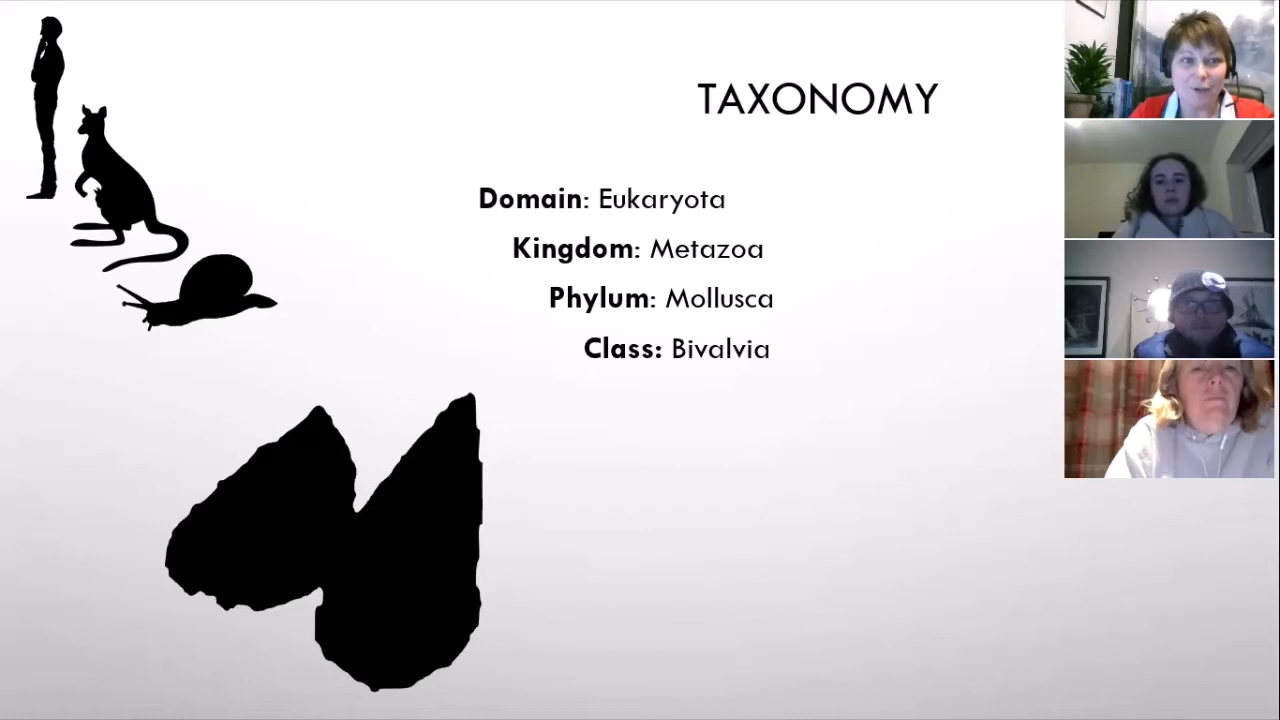 TAXONOMY
Domain: Eukaryota
Kingdom: Metazoa
Phylum: Mollusca
Class: Bivalvia